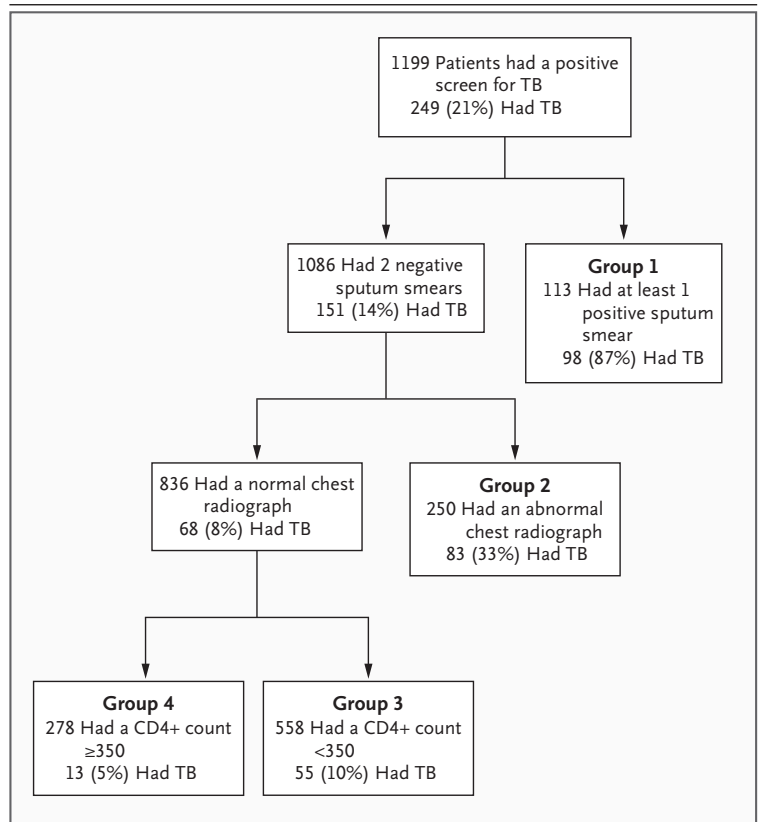 1199 Patients had a positive
screen for TB
249 (21%) Had TB
1086 Had 2 negative
sputum smears
151 (14%) Had TB
Group 1
113 Had at least 1
positive sputum
smear
98 (87%) Had TB
836 Had a normal chest
radiograph
68 (8%) Had TB
Group 2
250 Had an abnormal
chest radiograph
83 (33%) Had TB
Group 4
278 Had a CD4+ count
≥350
13 (5%) Had TB
Group 3
558 Had a CD4+ count
<350
55 (10%) Had TB